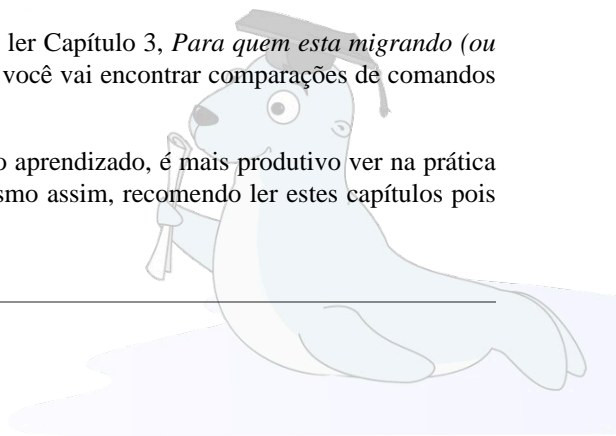 ler Capítulo 3, Para quem esta migrando (ou
você vai encontrar comparações de comandos
o aprendizado, é mais produtivo ver na prática
smo assim, recomendo ler estes capítulos pois